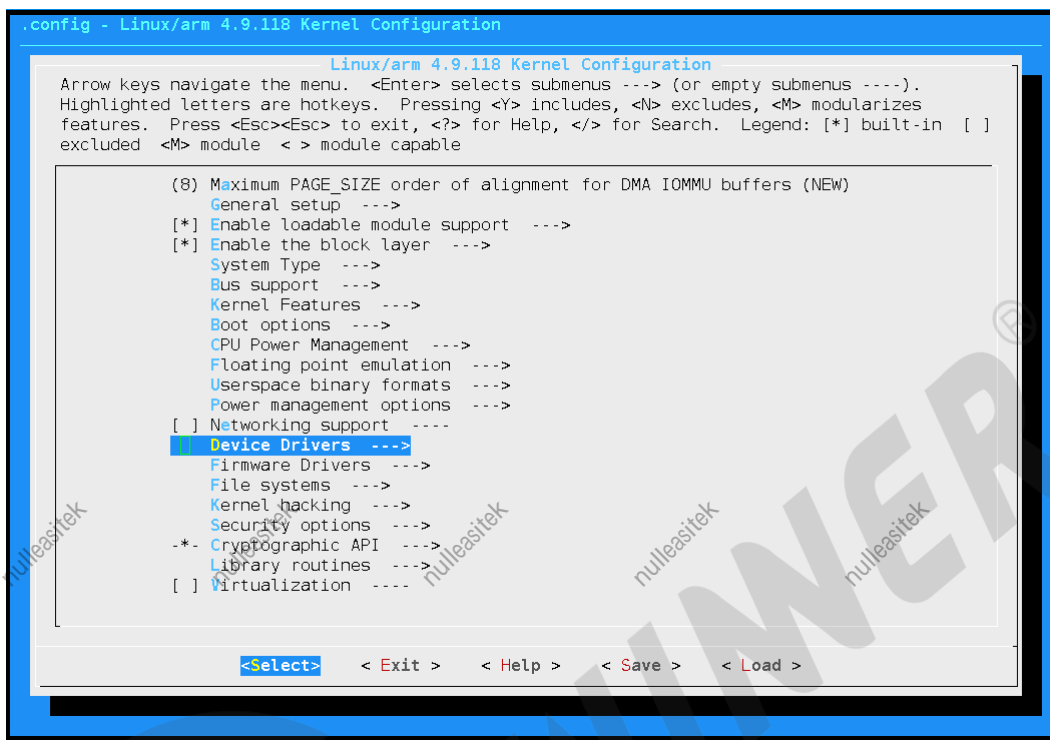 .config - Linux/arm 4.9.118 Kernel Configuration
Linux/arm 4.9.118 Kernel Configuration
Arrow keys navigate the menu.  <Enter> selects submenus ---> (or empty submenus ----).
Highlighted letters are hotkeys.  Pressing <Y> includes, <N> excludes, <M> modularizes
features.  Press <Esc><Esc> to exit, <?> for Help, </> for Search.  Legend: [*] built-in  [ ]
excluded  <M> module  < > module capable
(8) Maximum PAGE_SIZE order of alignment for DMA IOMMU buffers (NEW)
General setup  --->
[*] Enable loadable module support  --->
[*] Enable the block layer  --->
System Type  --->
Bus support  --->
Kernel Features  --->
Boot options  --->
CPU Power Management  --->
Floating point emulation  --->
Userspace binary formats  --->
Power management options  --->
[ ] Networking support  ----
Device Drivers  --->
Firmware Drivers  --->
File systems  --->
Kernel hacking  --->
Security options  --->
-*- Cryptographic API  --->
Library routines  --->
[ ] Virtualization  ----
<Select>    < Exit >    < Help >    < Save >    < Load >
nulleasitek
nulleasitek
nulleasitek
nulleasitek
nulleasitek
WINNER®